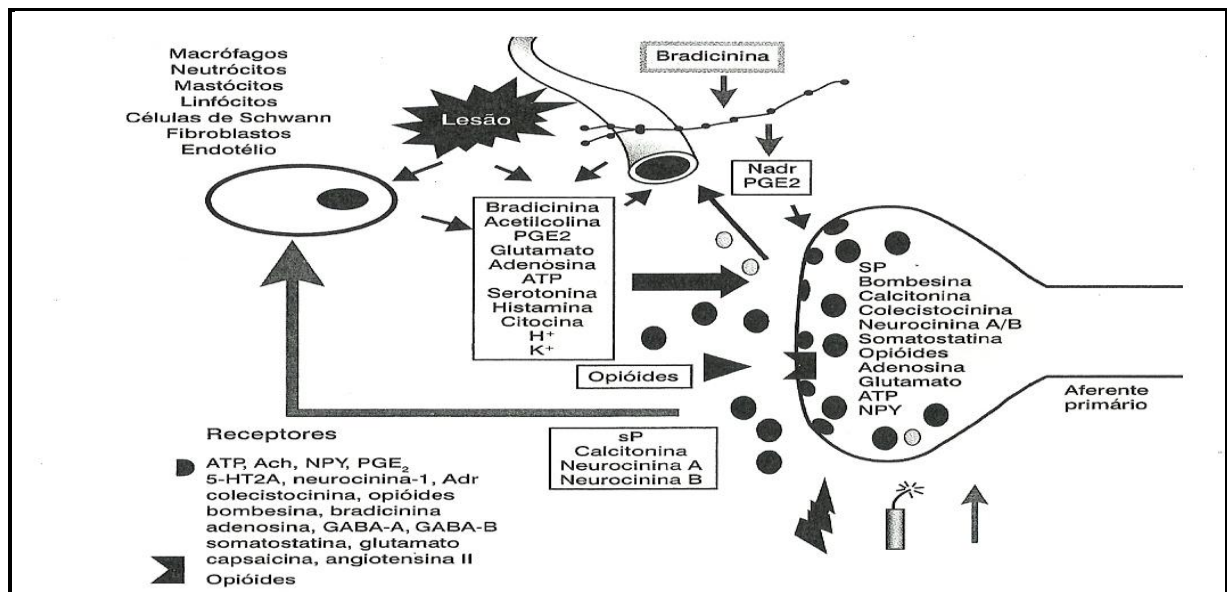 Macrófagos
Neutrócitos
Mastócitos
Linfócitos
Células de Schwann
Fibroblastos
Endotélio
Lesão
Bradicinina
Nadr
PGE2
Bradicinina
Acetilcolina
PGE2
Glutamato
Adenosina
ATP
Serotonina
Histamina
Citocina
H⁺
K⁺
Opióides
SP
Bombesina
Calcitonina
Colecistocinina
Neurocinina A/B
Somatostatina
Opióides
Adenosina
Glutamato
ATP
NPY
Aferente
primário
sP
Calcitonina
Neurocinina A
Neurocinina B
Receptores
ATP, Ach, NPY, PGE₂
5-HT2A, neurocinina-1, Adr
colecistocinina, opióides
bombesina, bradicinina
adenosina, GABA-A, GABA-B
somatostatina, glutamato
capsaicina, angiotensina II
Opióides